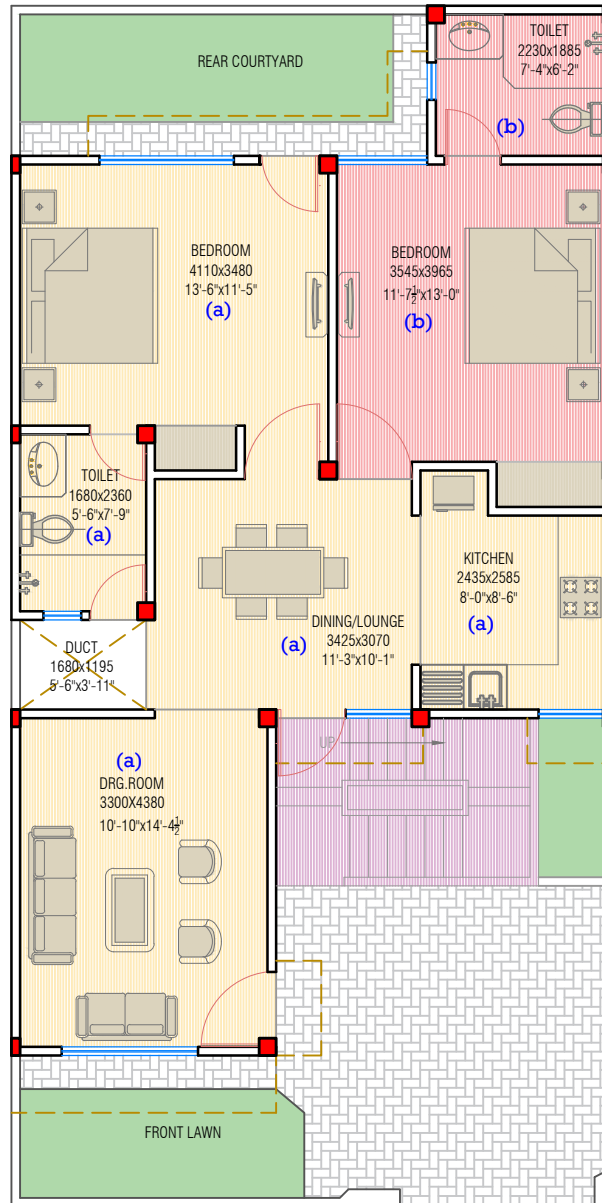 TOILET
2230x1885
7'-4"x6'-2"
(b)
REAR COURTYARD
BEDROOM
4110x3480
13'-6"x11'-5"
(a)
BEDROOM
3545x3965
11'-7½"x13'-0"
(b)
TOILET
1680x2360
5'-6"x7'-9"
(a)
KITCHEN
2435x2585
8'-0"x8'-6"
(a)
DINING/LOUNGE
3425x3070
11'-3"x10'-1"
(a)
DUCT
1680x1195
5'-6"x3'-11"
UP
(a)
DRG.ROOM
3300X4380
10'-10"x14'-4½"
FRONT LAWN